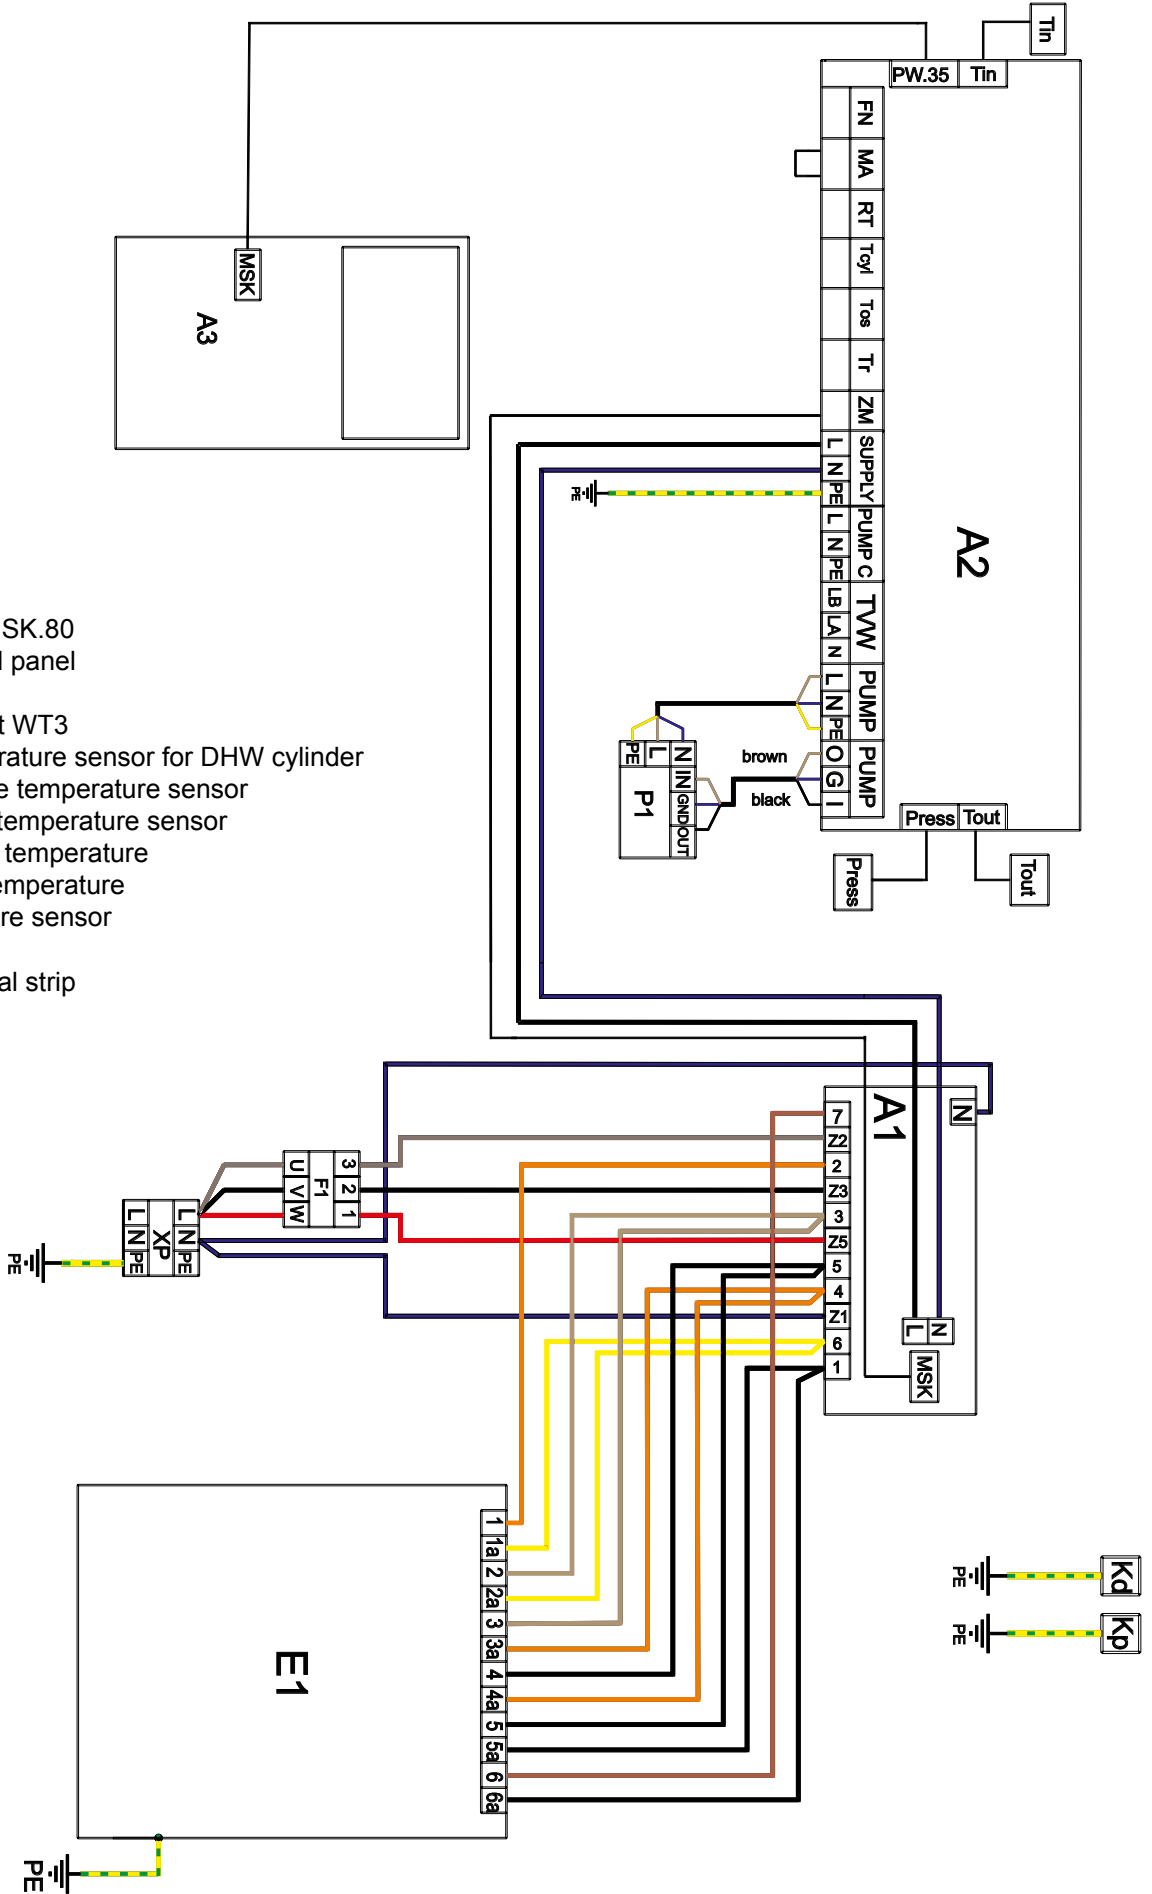 Tin
PW.35
Tin
FN
MA
RT
Tcyl
Tos
Tr
ZM
SUPPLY
L
N
PE
PUMP C
L
N
PE
TVW
LB
LA
N
PUMP
L
N
PE
PUMP
O
G
I
A2
Press
Tout
Press
Tout
MSK
A3
PE
SK.80
l panel
t WT3
rature sensor for DHW cylinder
e temperature sensor
temperature sensor
temperature
emperature
re sensor
al strip
PE
L
N
IN
GND
OUT
P1
brown
black
A1
N
7
Z2
2
Z3
3
Z5
5
4
Z1
6
1
L
N
MSK
3
2
1
F1
U
V
W
L
N
PE
XP
L
N
PE
PE
Kd
PE
Kp
PE
1
1a
2
2a
3
3a
4
4a
5
5a
6
6a
E1
PE